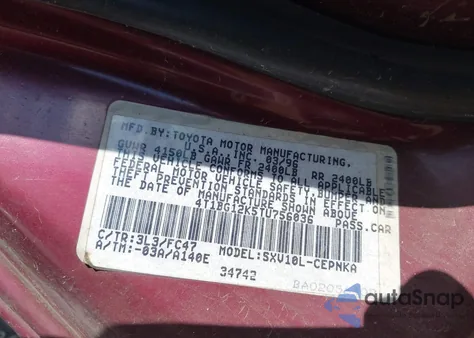 MFD.BY:TOYOTA MOTOR MANUFACTURING,
U.S.A.,INC. 03/96
GVWR 4150LB GAWR FR 2400LB RR 2400LB
THIS VEHICLE CONFORMS TO ALL APPLICABLE
FEDERAL MOTOR VEHICLE SAFETY, BUMPER AND
THEFT PREVENTION STANDARDS IN EFFECT ON
THE DATE OF MANUFACTURE SHOWN ABOVE.
4T1BG12K5TU756036 PASS.CAR
C/TR:3L3/FC47 MODEL:SXV10L-CEPNKA
A/TM:-03A/A140E 34742
autoSnap